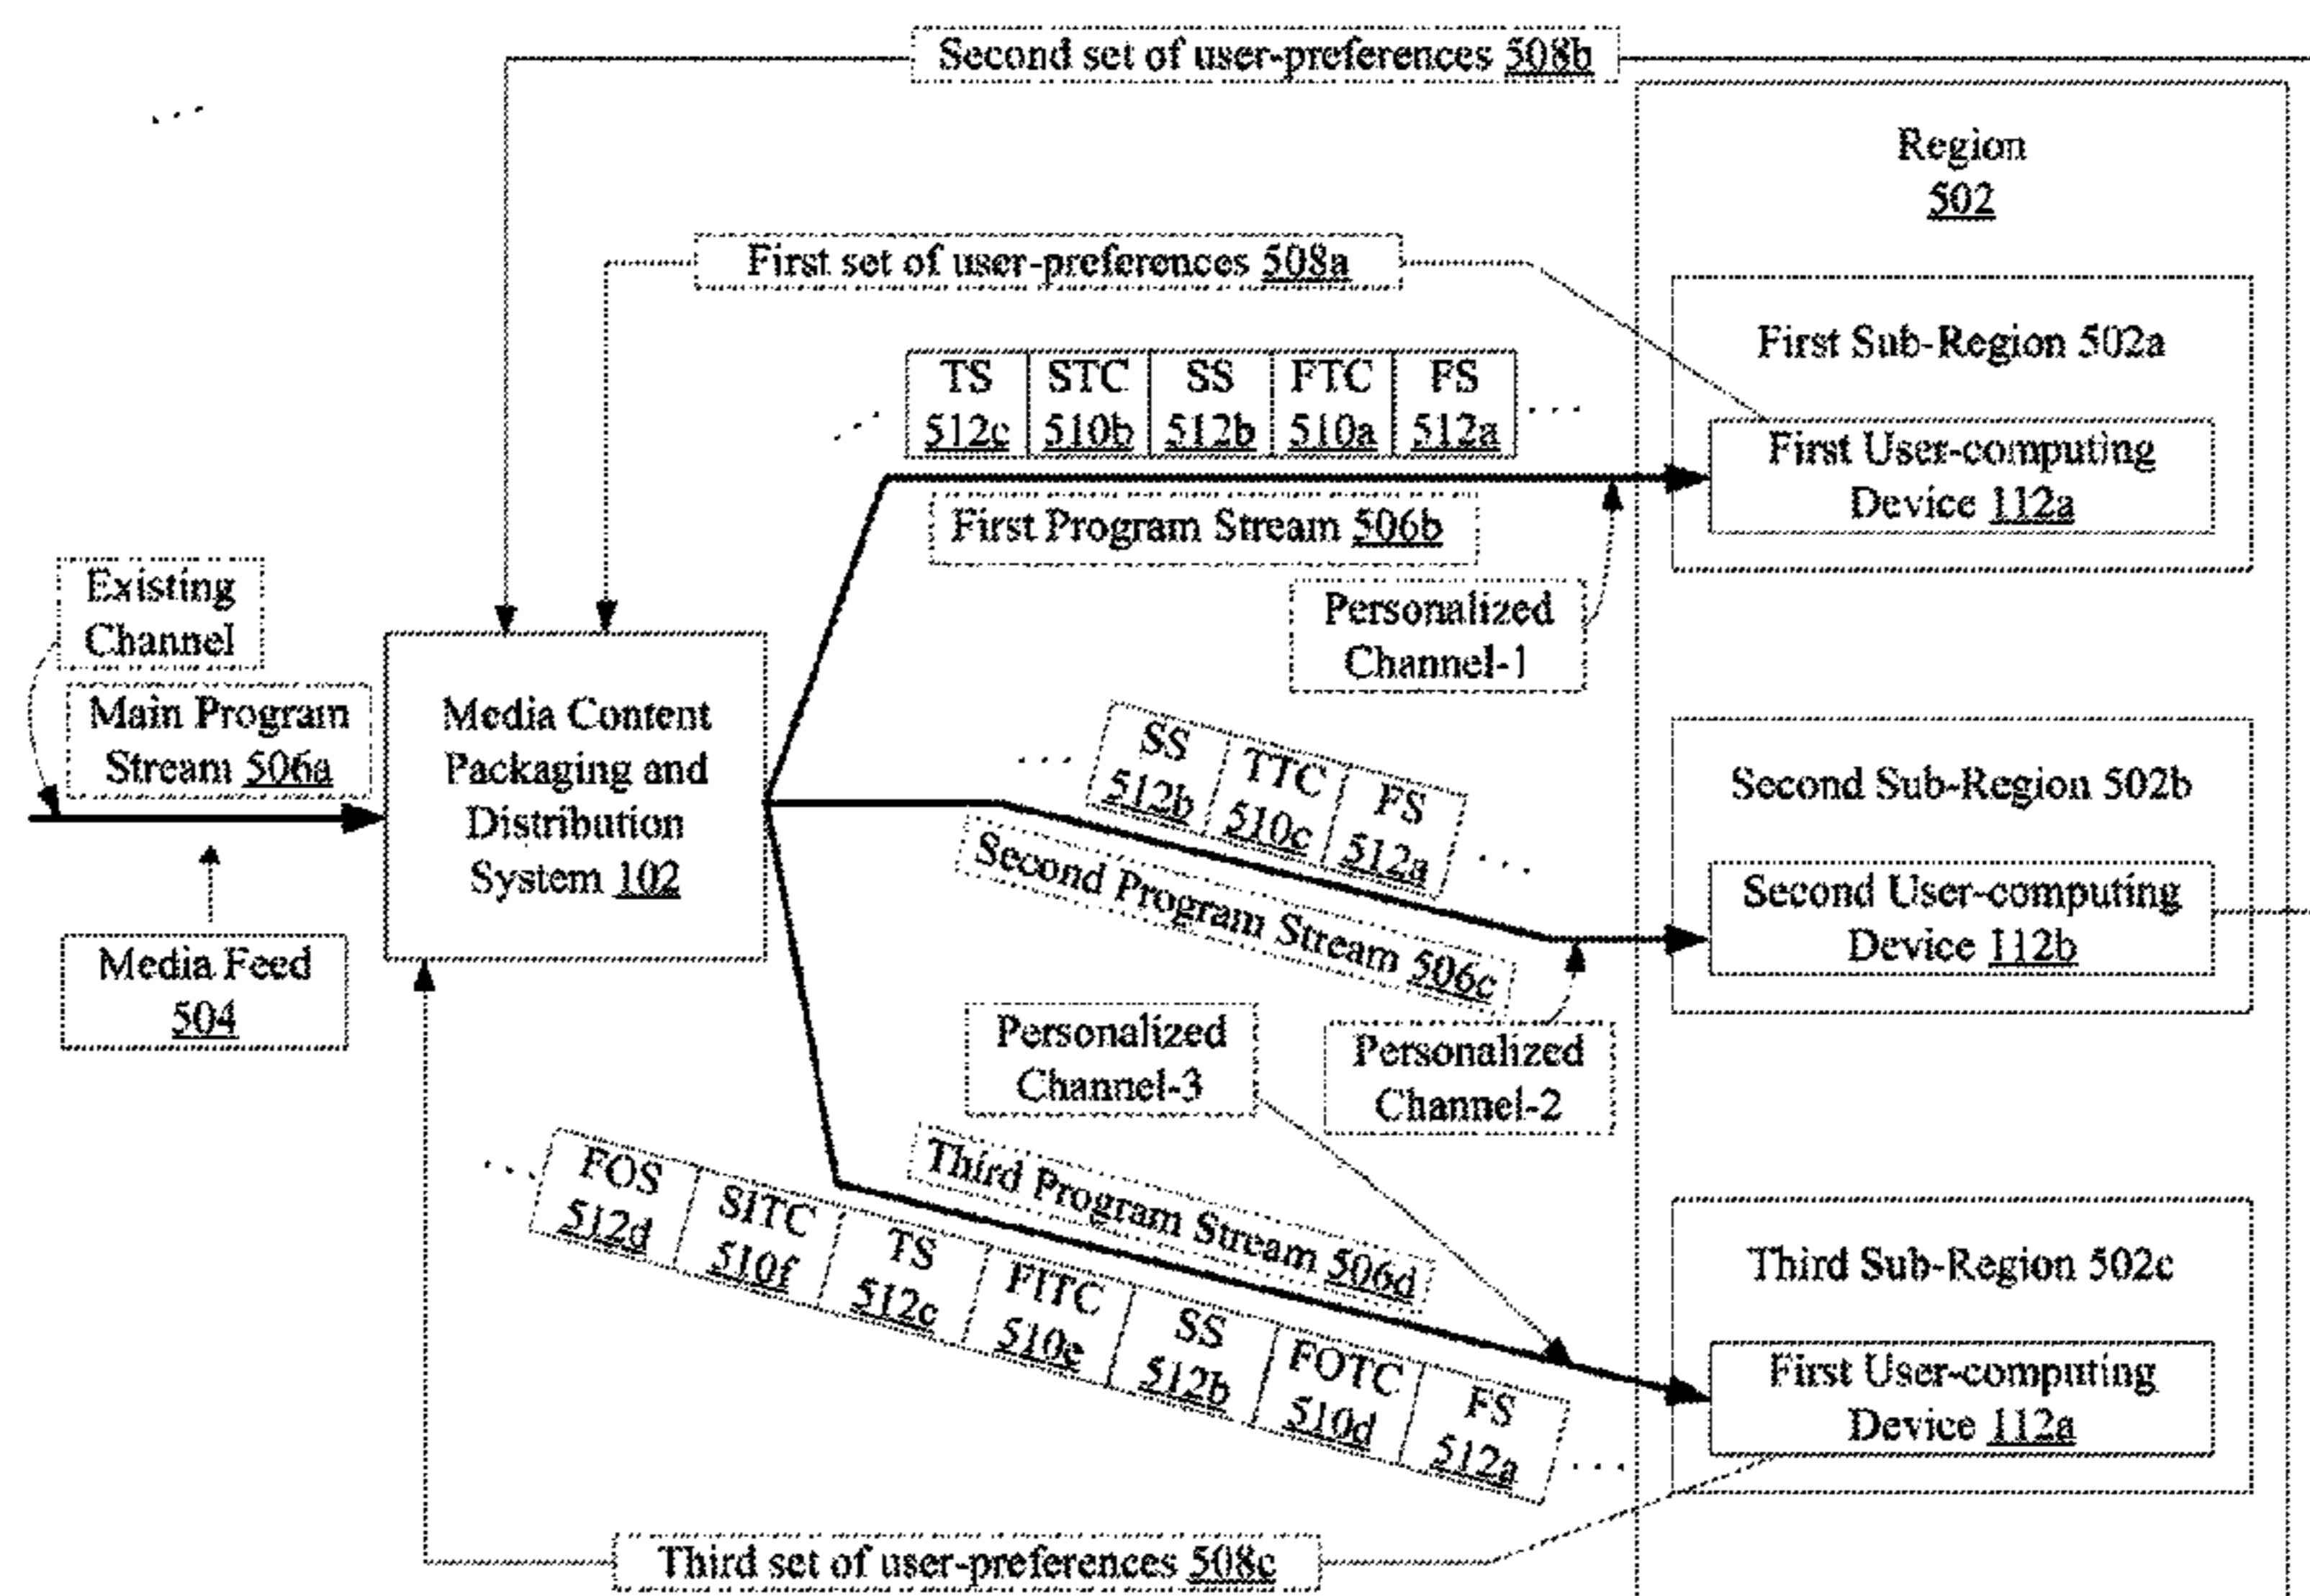 Second set of user-preferences 508b
Region
502
First set of user-preferences 508a
First Sub-Region 502a
First User-computing
Device 112a
TS STC SS FTC FS
512c 510b 512b 510a 512a
First Program Stream 506b
Personalized
Channel-1
Existing
Channel
Main Program
Stream 506a
Media Content
Packaging and
Distribution
System 102
Media Feed
504
SS TTC FS
512b 510c 512a
Second Program Stream 506c
Second Sub-Region 502b
Second User-computing
Device 112b
Personalized
Channel-2
Personalized
Channel-3
Third Program Stream 506d
FOS SITC TS FITC SS FOTC FS
512d 510f 512c 510e 512b 510d 512a
Third Sub-Region 502c
First User-computing
Device 112a
Third set of user-preferences 508c